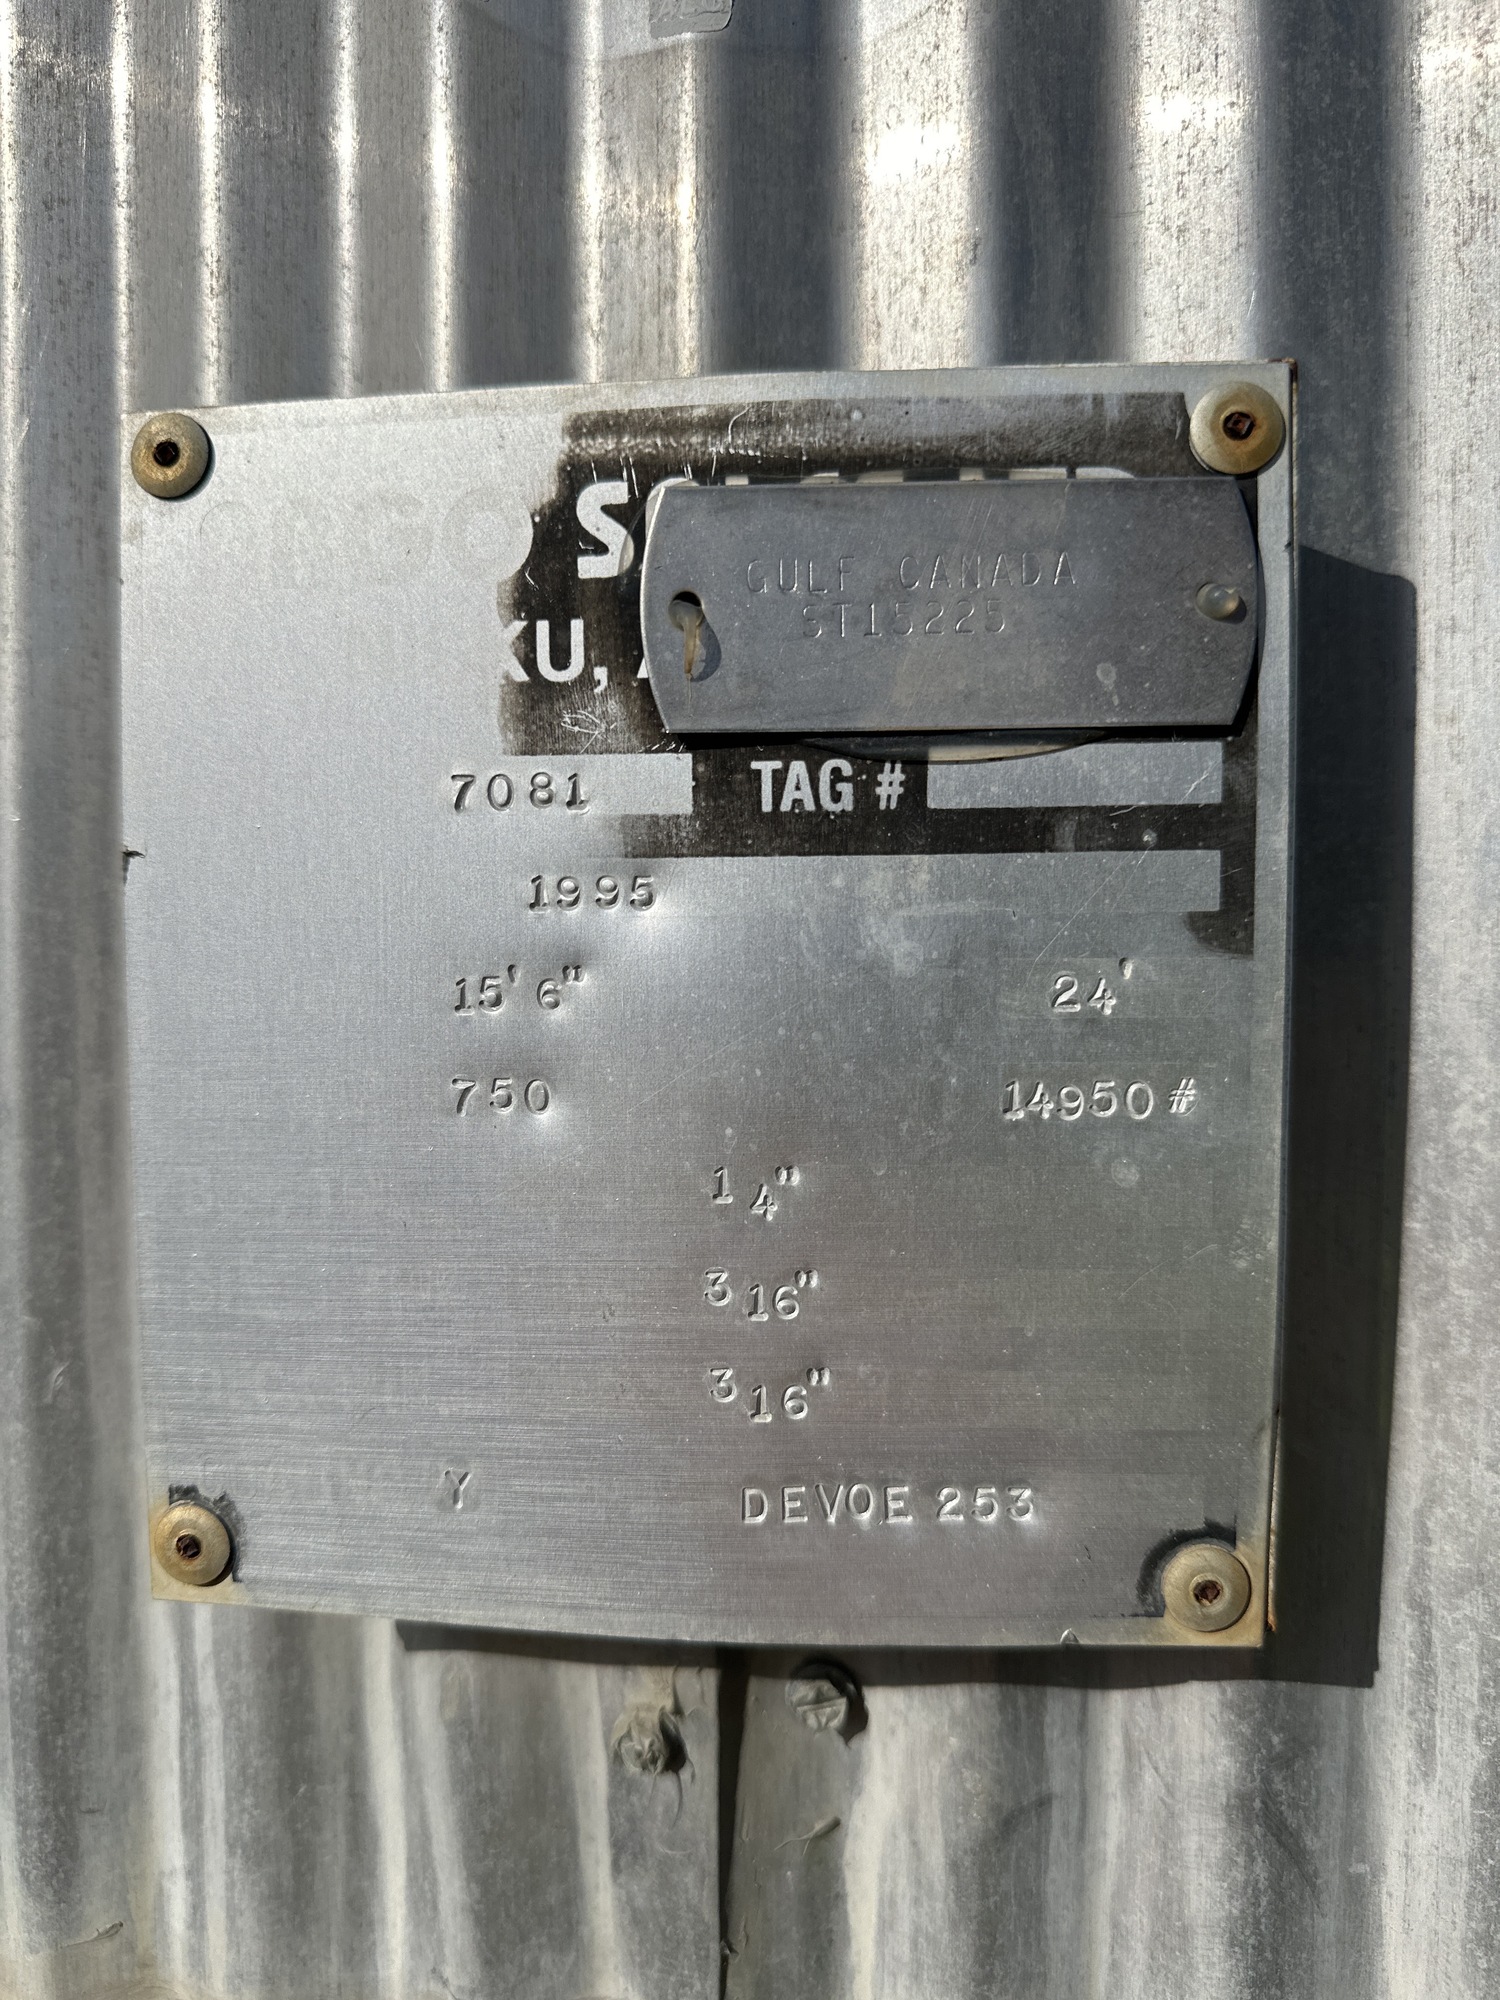 GULF CANADA
ST15225
KU,
7081 TAG #
1995
15' 6" 24'
750 14950#
1 4"
3 16"
3 16"
Y DEVOE 253